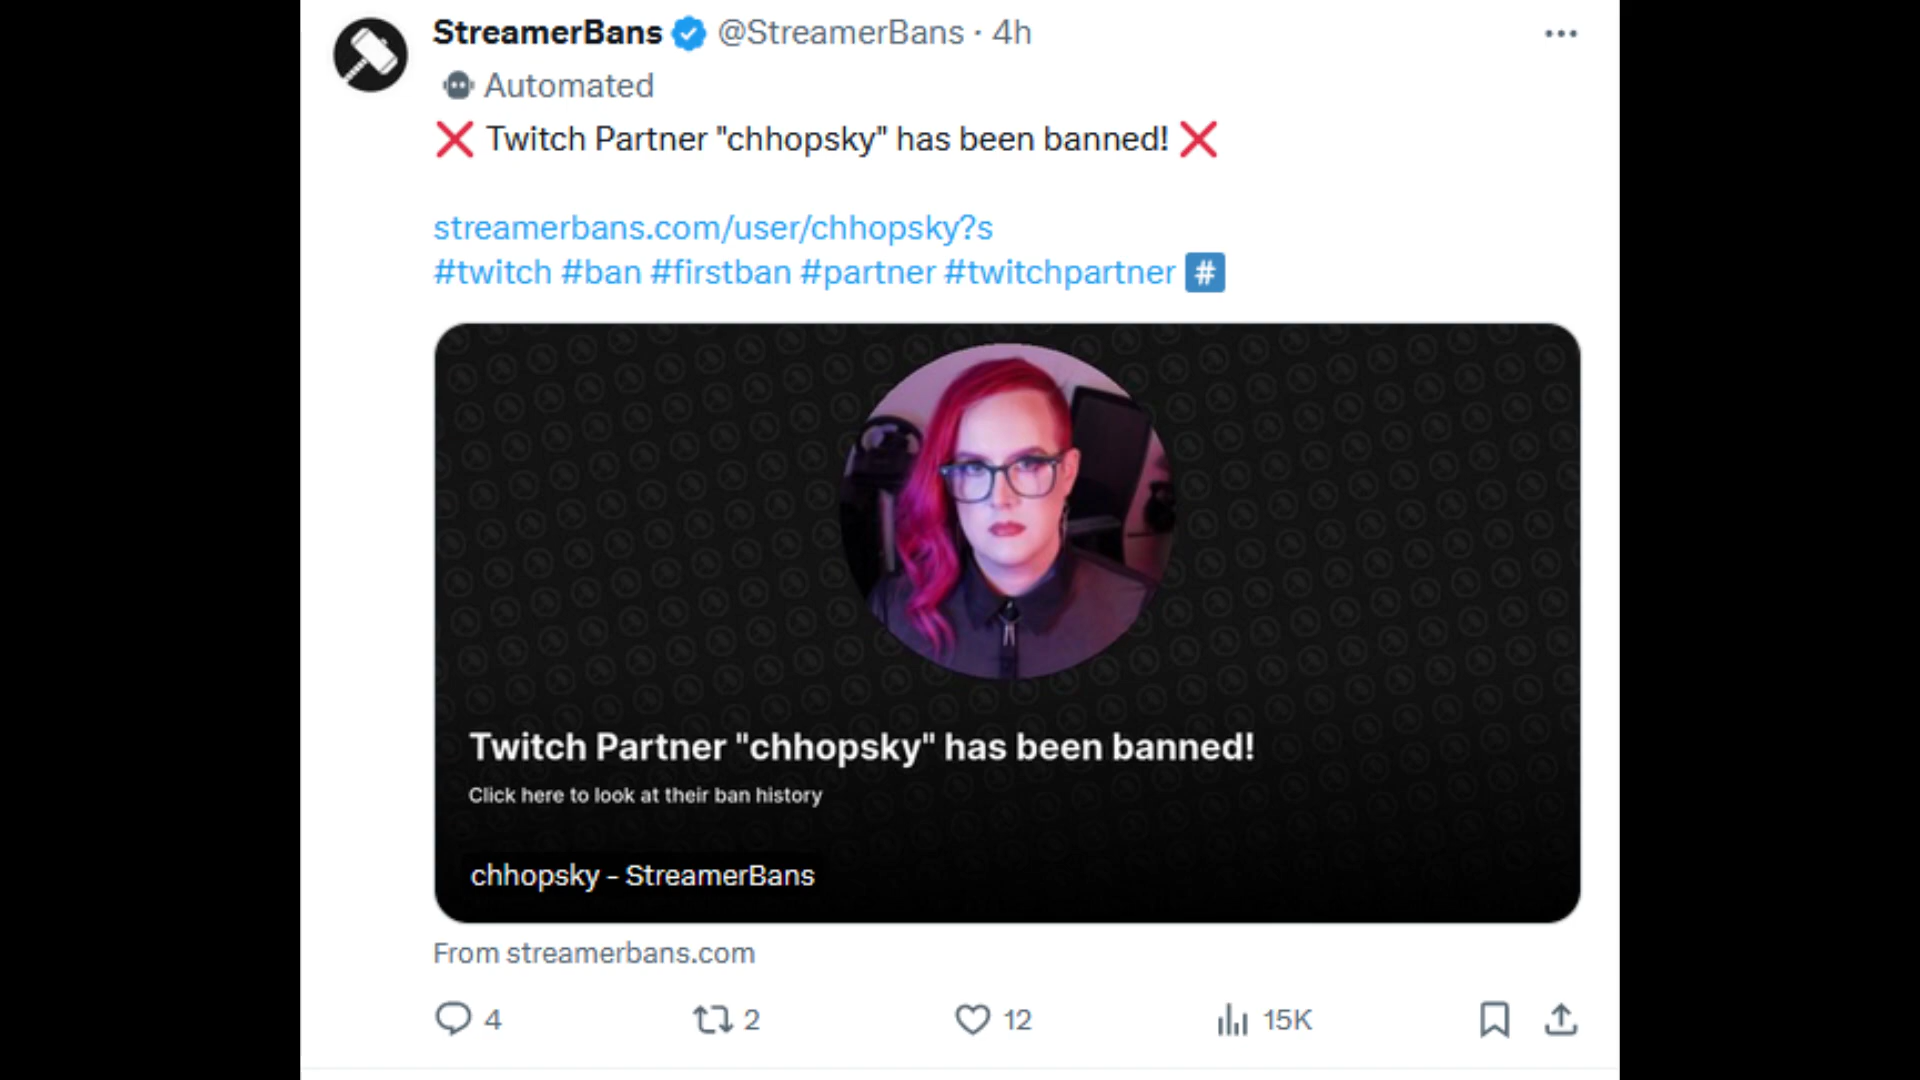 StreamerBans @StreamerBans · 4h
Automated
❌ Twitch Partner "chhopsky" has been banned! ❌
streamerbans.com/user/chhopsky?s
#twitch #ban #firstban #partner #twitchpartner #️⃣
Twitch Partner "chhopsky" has been banned!
Click here to look at their ban history
chhopsky - StreamerBans
From streamerbans.com
4 2 12 15K